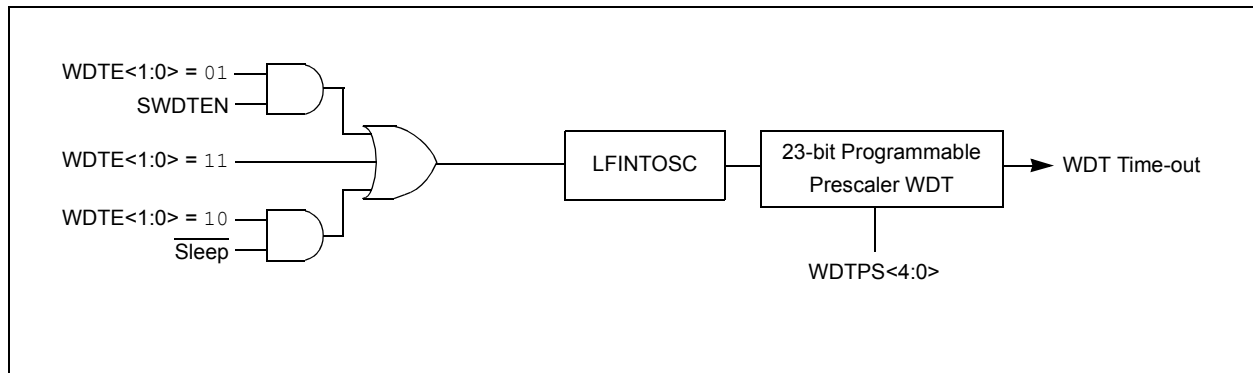 WDTE<1:0> = 01
SWDTEN
WDTE<1:0> = 11
WDTE<1:0> = 10
Sleep
LFINTOSC
23-bit Programmable
Prescaler WDT
WDT Time-out
WDTPS<4:0>